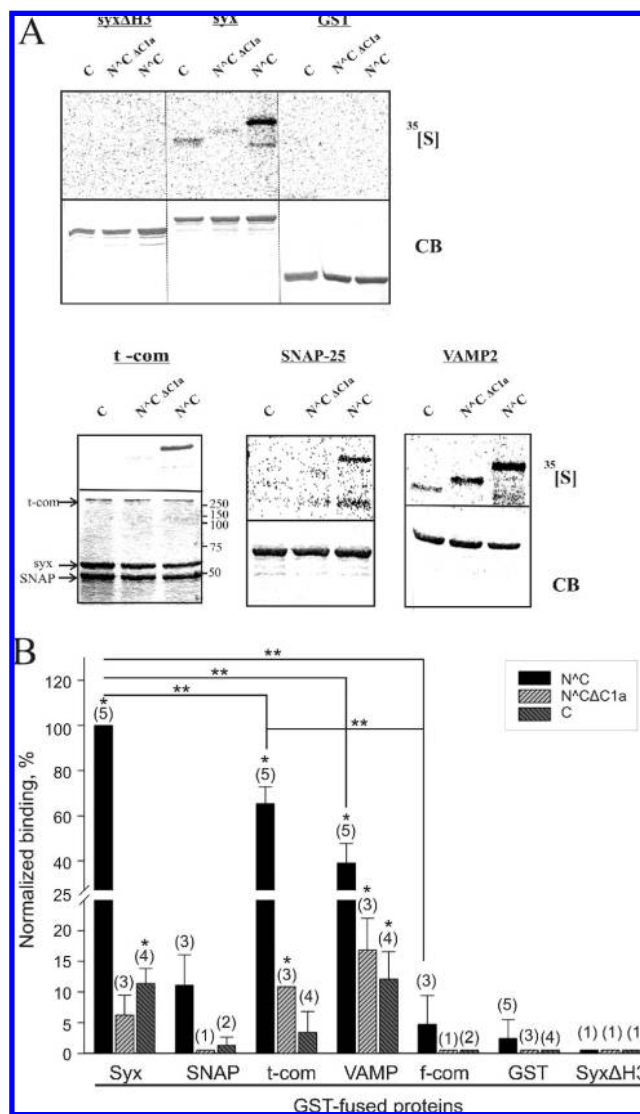 A
syxΔH3 syx GST
C N^C ΔC1a N^C C N^C ΔC1a N^C C N^C ΔC1a N^C
35[S]
CB
t -com SNAP-25 VAMP2
C N^C ΔC1a N^C C N^C ΔC1a N^C C N^C ΔC1a N^C
35[S]
t-com
250
150
100
75
syx
50
SNAP
CB
B
**
N^C
N^CΔC1a
C
**
**
**
120
100
80
60
40
25
20
15
10
5
0
Normalized binding, %
* (5) (3) * (4)
(3) (1) (2)
* (5) * (3) (4)
* (5) * (3) * (4)
(3) (1) (2)
(5) (3) (4)
(1) (1) (1
Syx SNAP t-com VAMP f-com GST SyxΔH3
GST-fused proteins